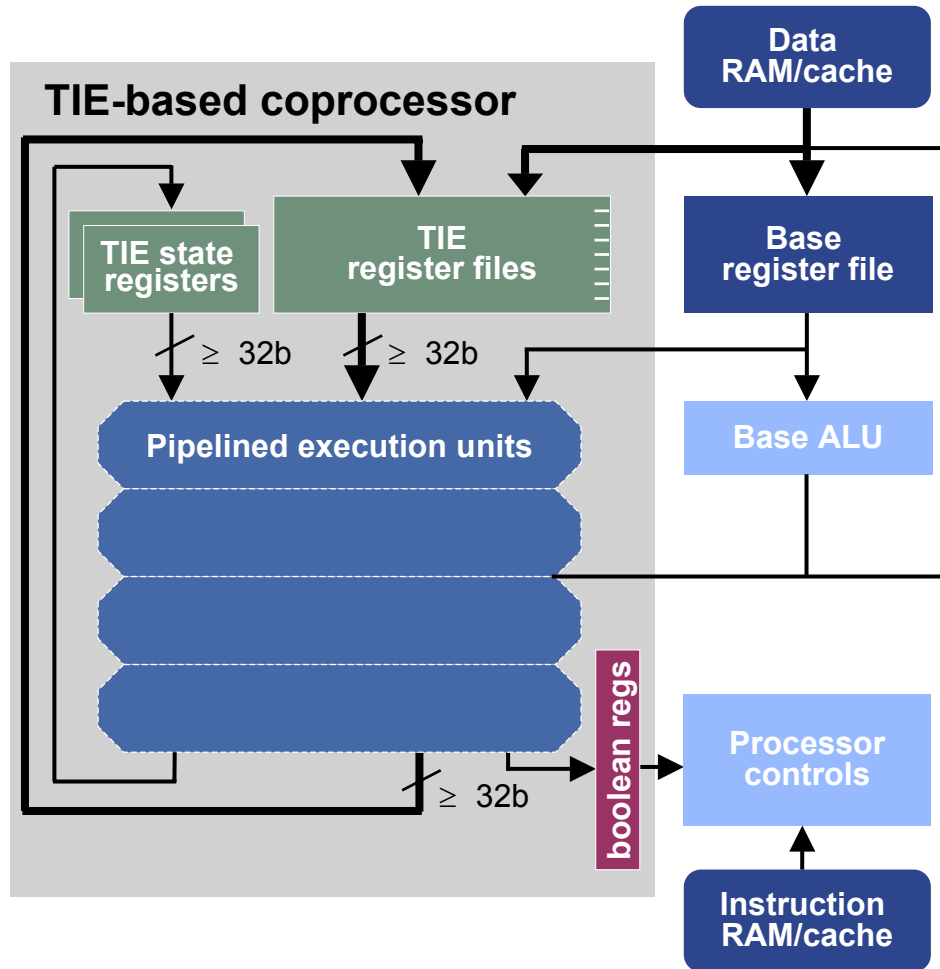 Data
RAM/cache
TIE-based coprocessor
TIE state
registers
TIE
register files
Base
register file
≥ 32b
≥ 32b
Pipelined execution units
Base ALU
boolean regs
Processor
controls
≥ 32b
Instruction
RAM/cache